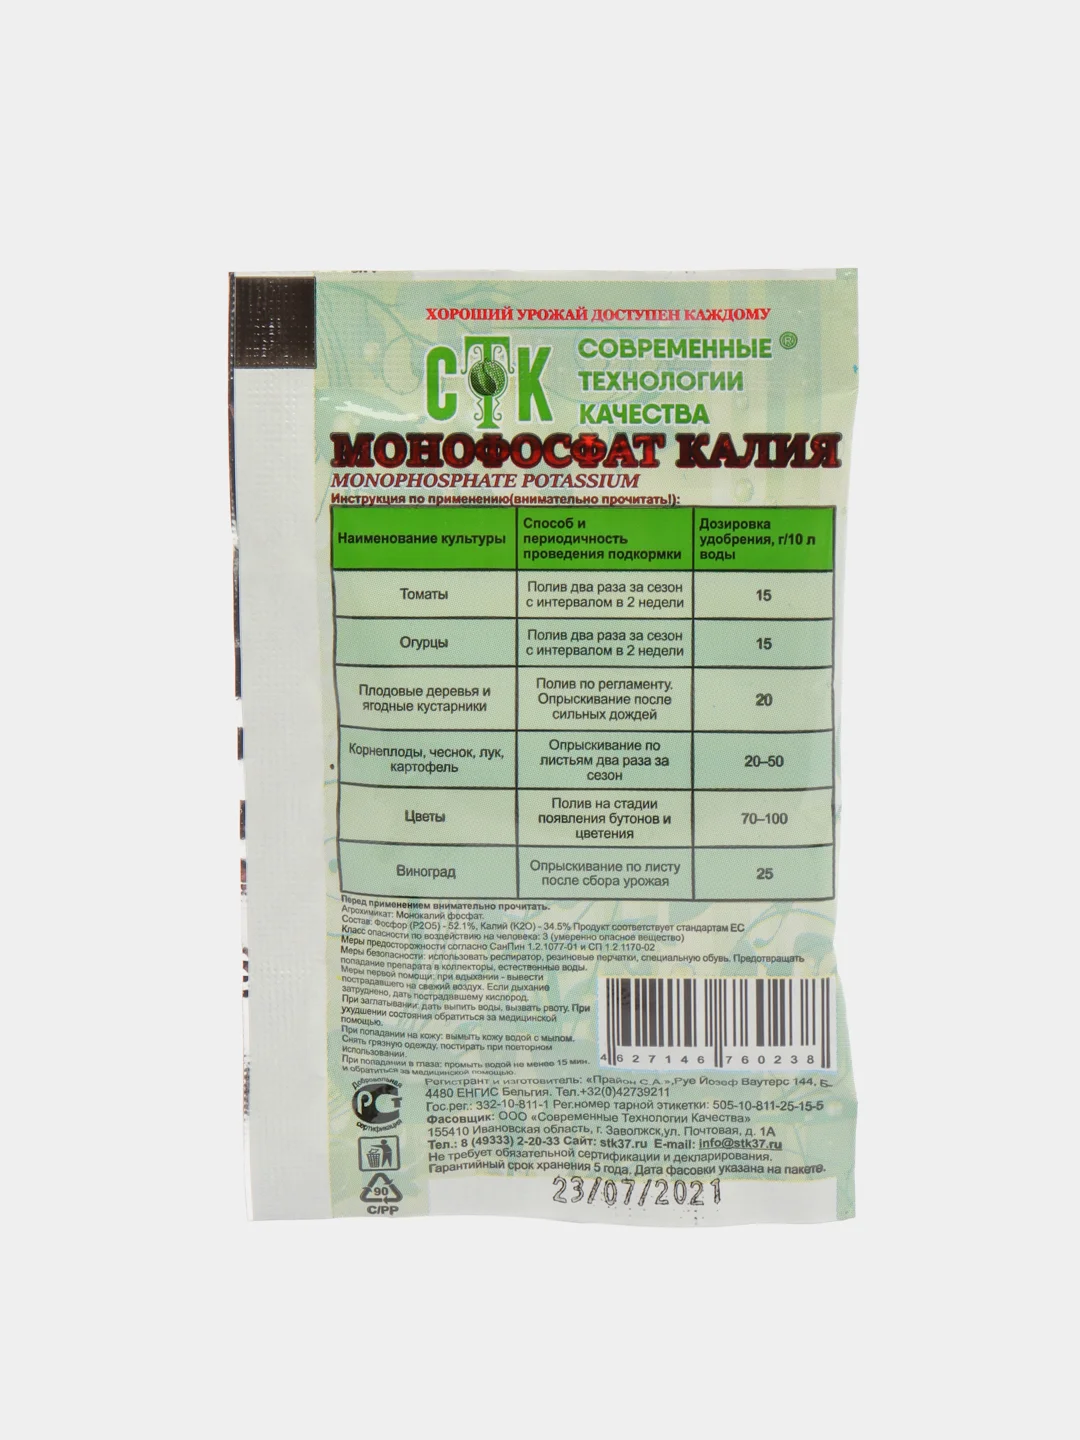 ХОРОШИЙ УРОЖАЙ ДОСТУПЕН КАЖДОМУ
СТК
СОВРЕМЕННЫЕ ®
ТЕХНОЛОГИИ
КАЧЕСТВА
МОНОФОСФАТ КАЛИЯ
MONOPHOSPHATE POTASSIUM
Инструкция по применению(внимательно прочитать!):
Наименование культуры
Способ и
периодичность
проведения подкормки
Дозировка
удобрения, г/10 л
воды
Томаты
Полив два раза за сезон
с интервалом в 2 недели
15
Огурцы
Полив два раза за сезон
с интервалом в 2 недели
15
Плодовые деревья и
ягодные кустарники
Полив по регламенту.
Опрыскивание после
сильных дождей
20
Корнеплоды, чеснок, лук,
картофель
Опрыскивание по
листьям два раза за
сезон
20–50
Цветы
Полив на стадии
появления бутонов и
цветения
70–100
Виноград
Опрыскивание по листу
после сбора урожая
25
Перед применением внимательно прочитать.
Агрохимикат: Монокалий фосфат.
Состав: Фосфор (P2O5) - 52.1%, Калий (K2O) - 34.5% Продукт соответствует стандартам ЕС
Класс опасности по воздействию на человека: 3 (умеренно опасное вещество)
Меры предосторожности согласно СанПин 1.2.1077-01 и СП 1.2.1170-02
Меры безопасности: использовать респиратор, резиновые перчатки, специальную обувь. Предотвращать
попадание препарата в коллекторы, естественные воды.
Меры первой помощи: при вдыхании - вывести
пострадавшего на свежий воздух. Если дыхание
затруднено, дать пострадавшему кислород.
При заглатывании: дать выпить воды, вызвать рвоту. При
ухудшении состояния обратиться за медицинской
помощью.
При попадании на кожу: вымыть кожу водой с мылом.
Снять грязную одежду, постирать при повторном
использовании.
При попадании в глаза: промыть водой не менее 15 мин.
и обратиться за медицинской помощью.
4 627146 760238
Добровольная
РСТ
сертификация
Регистрант и изготовитель: «Прайон С.А.»,Руе Йозеф Ваутерс 144, Б-
4480 ЕНГИС Бельгия. Тел.+32(0)42739211
Гос.рег.: 332-10-811-1 Рег.номер тарной этикетки: 505-10-811-25-15-5
Фасовщик: ООО «Современные Технологии Качества»
155410 Ивановская область, г. Заволжск,ул. Почтовая, д. 1А
Тел.: 8 (49333) 2-20-33 Сайт: stk37.ru E-mail: info@stk37.ru
Не требует обязательной сертификации и декларирования.
Гарантийный срок хранения 5 года. Дата фасовки указана на пакете.
90
C/PP
23/07/2021